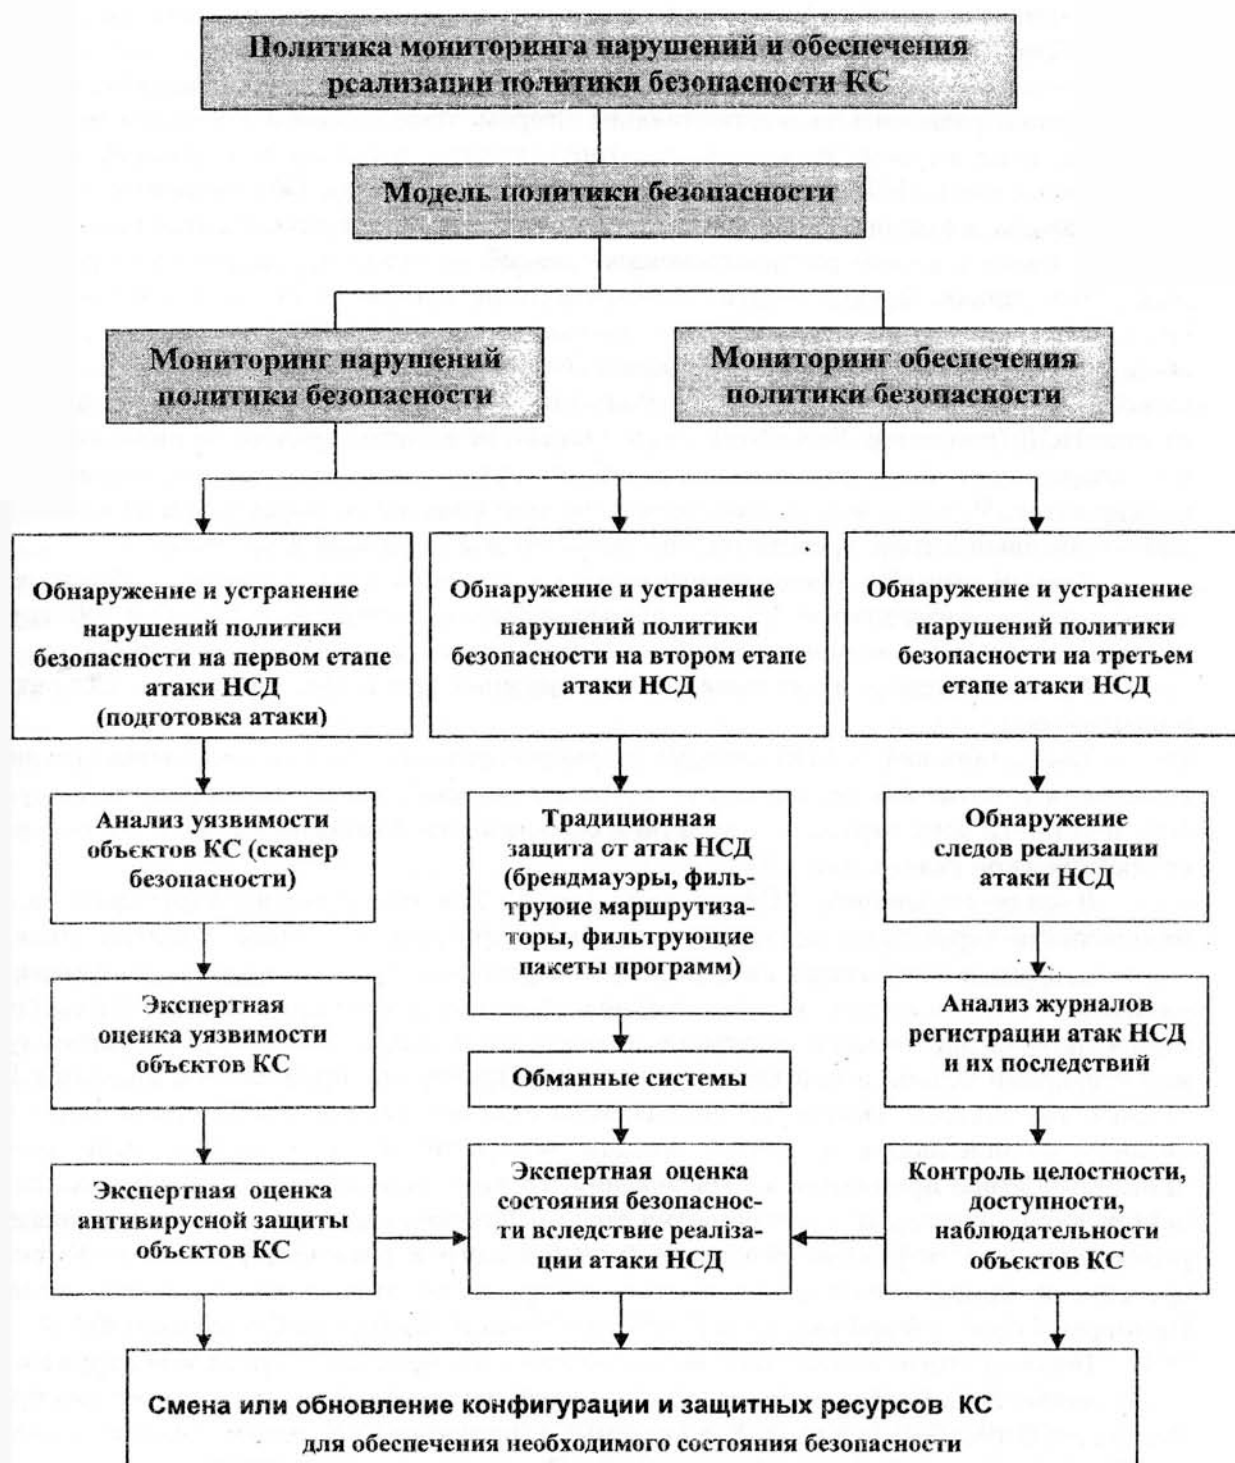 Политика мониторинга нарушений и обеспечения
реализации политики безопасности КС
Модель политики безопасности
Мониторинг нарушений
политики безопасности
Мониторинг обеспечения
политики безопасности
Обнаружение и устранение
нарушений политики
безопасности на первом етапе
атаки НСД
(подготовка атаки)
Обнаружение и устранение
нарушений политики
безопасности на втором етапе
атаки НСД
Обнаружение и устранение
нарушений политики
безопасности на третьем
етапе атаки НСД
Анализ уязвимости
объєктов КС (сканер
безопасности)
Традиционная
защита от атак НСД
(брендмауэры, филь-
труюие маршрутиза-
торы, фильтрующие
пакеты программ)
Обнаружение
следов реализации
атаки НСД
Экспертная
оценка уязвимости
объєктов КС
Обманные системы
Анализ журналов
регистрации атак НСД
и их последствий
Экспертная оценка
антивирусной защиты
объєктов КС
Экспертная оценка
состояния безопаснос-
ти вследствие реаліза-
ции атаки НСД
Контроль целостности,
доступности,
наблюдательности
объєктов КС
Смена или обновление конфигурации и защитных ресурсов КС
для обеспечения необходимого состояния безопасности